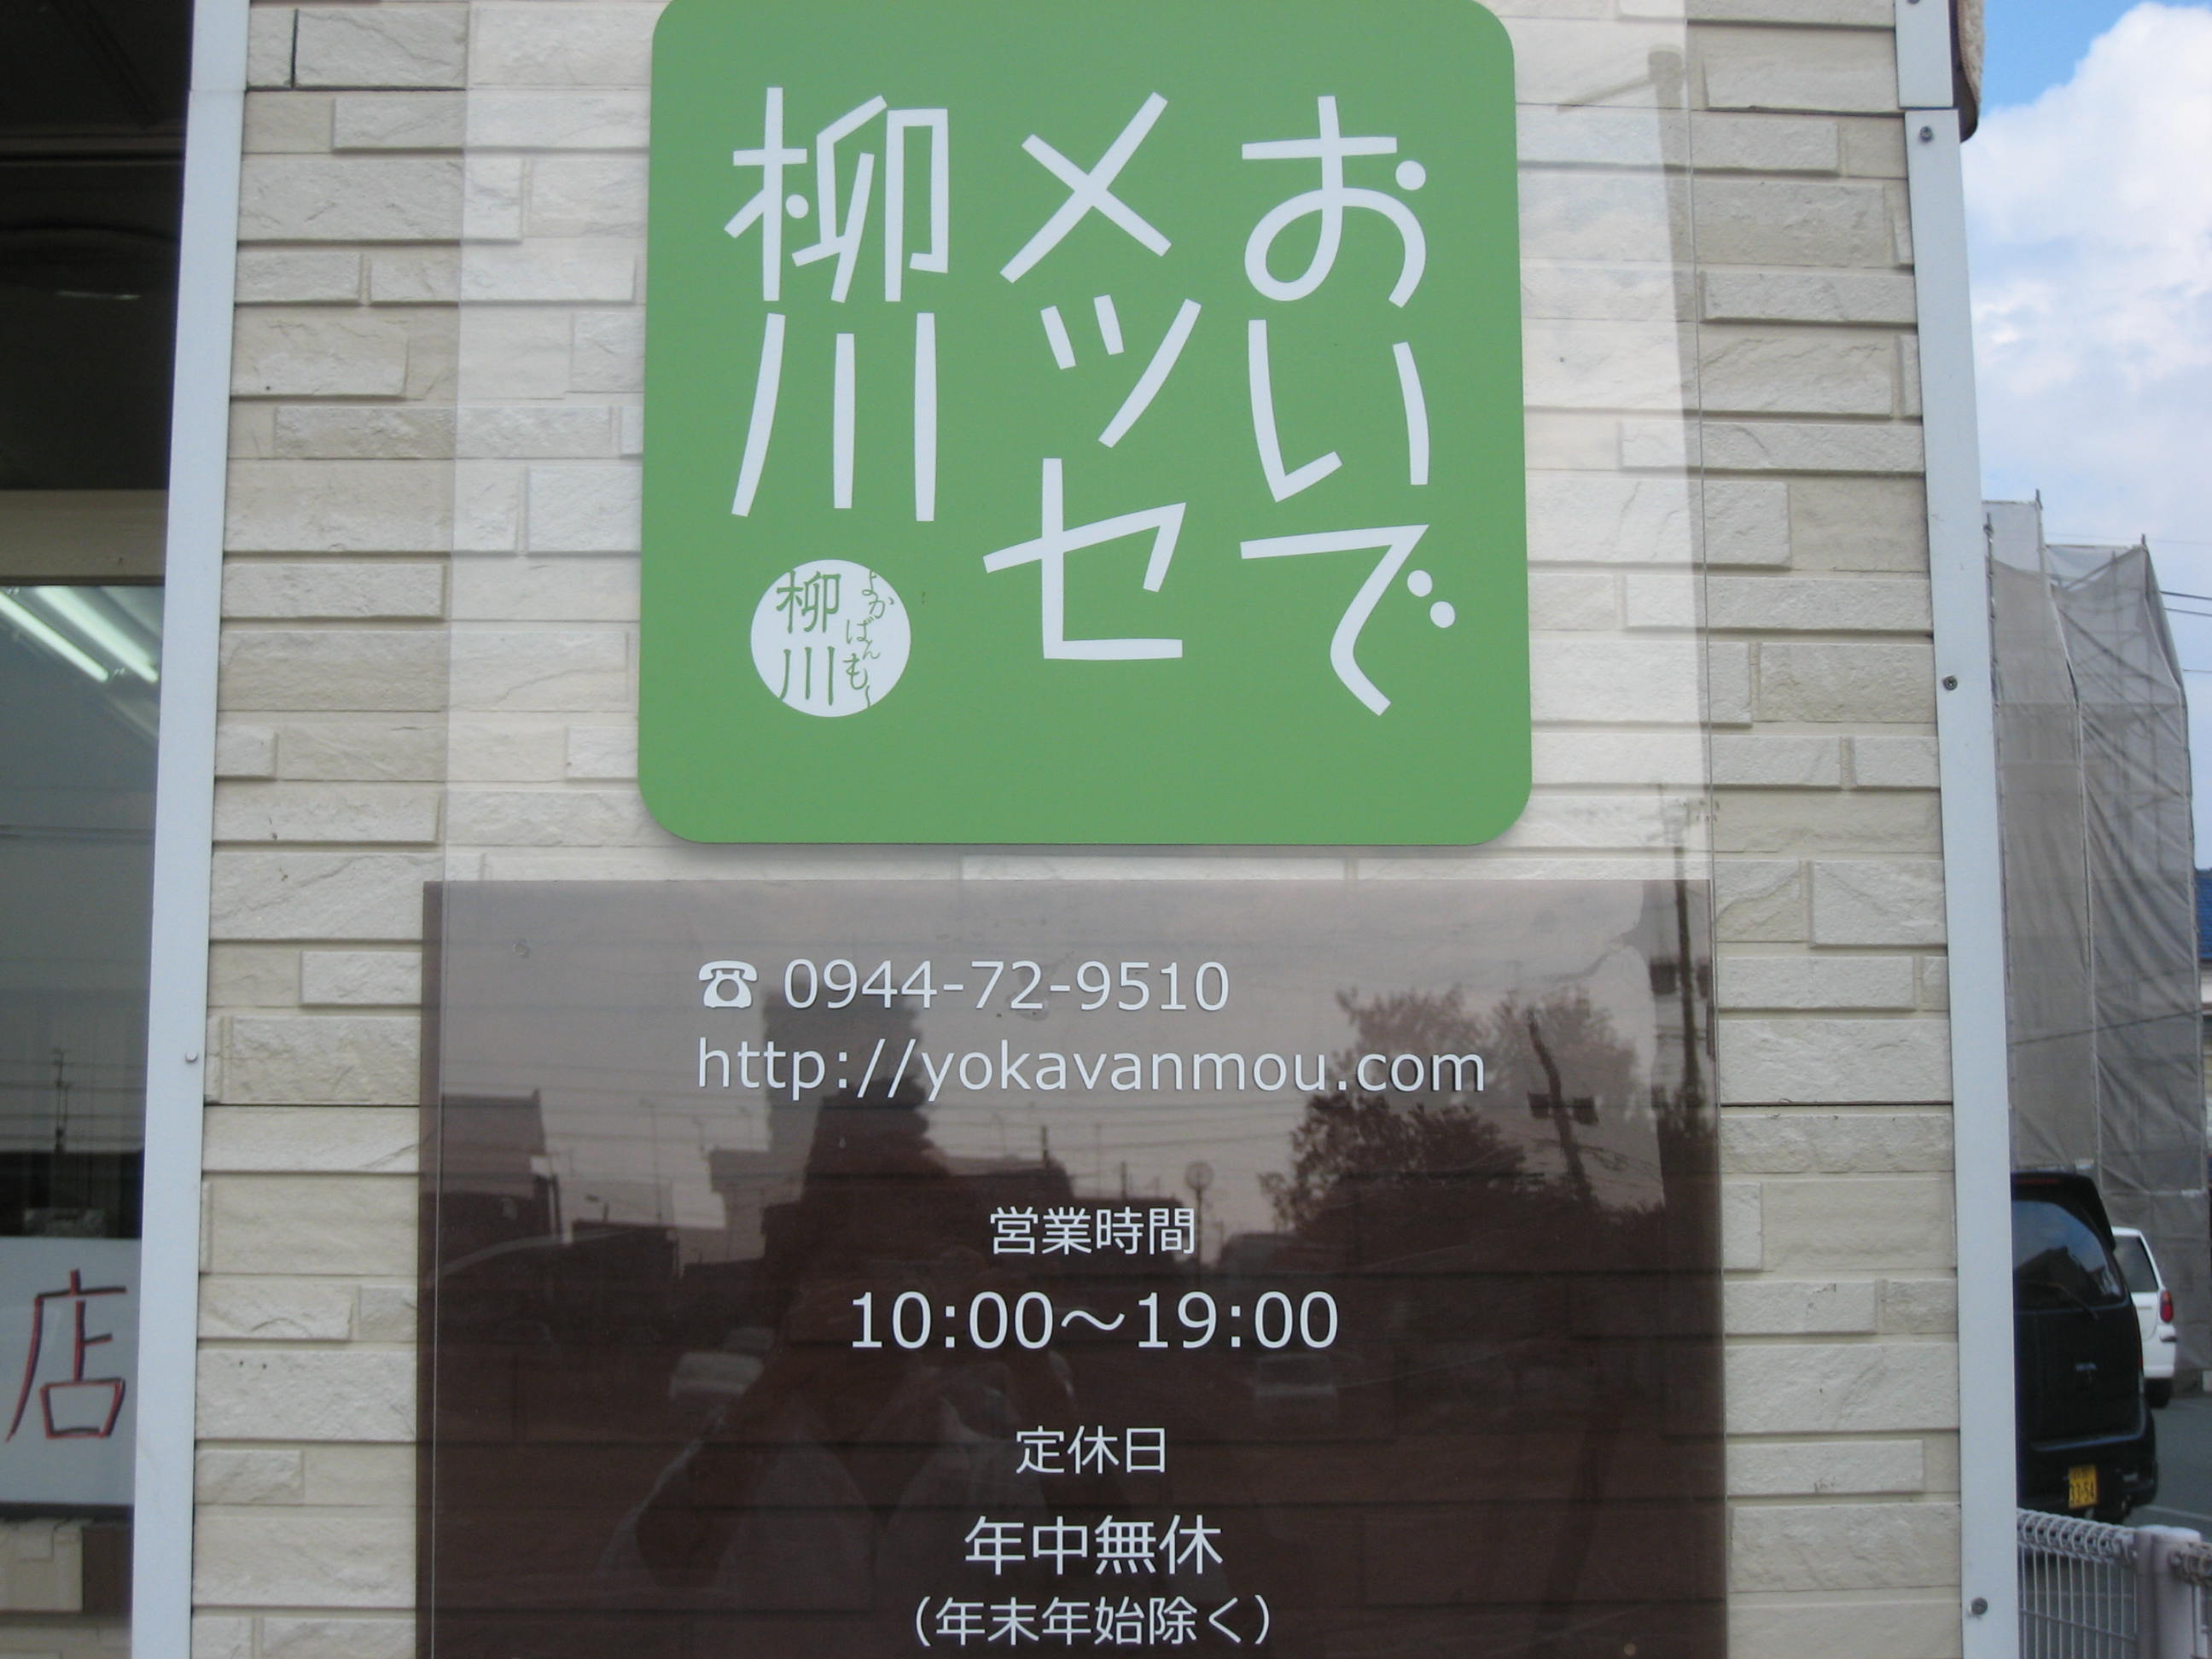 おいで
メッセ
柳川
よかばんも〜
柳川
☎ 0944-72-9510
http://yokavanmou.com
営業時間
10:00～19:00
定休日
年中無休
（年末年始除く）
店